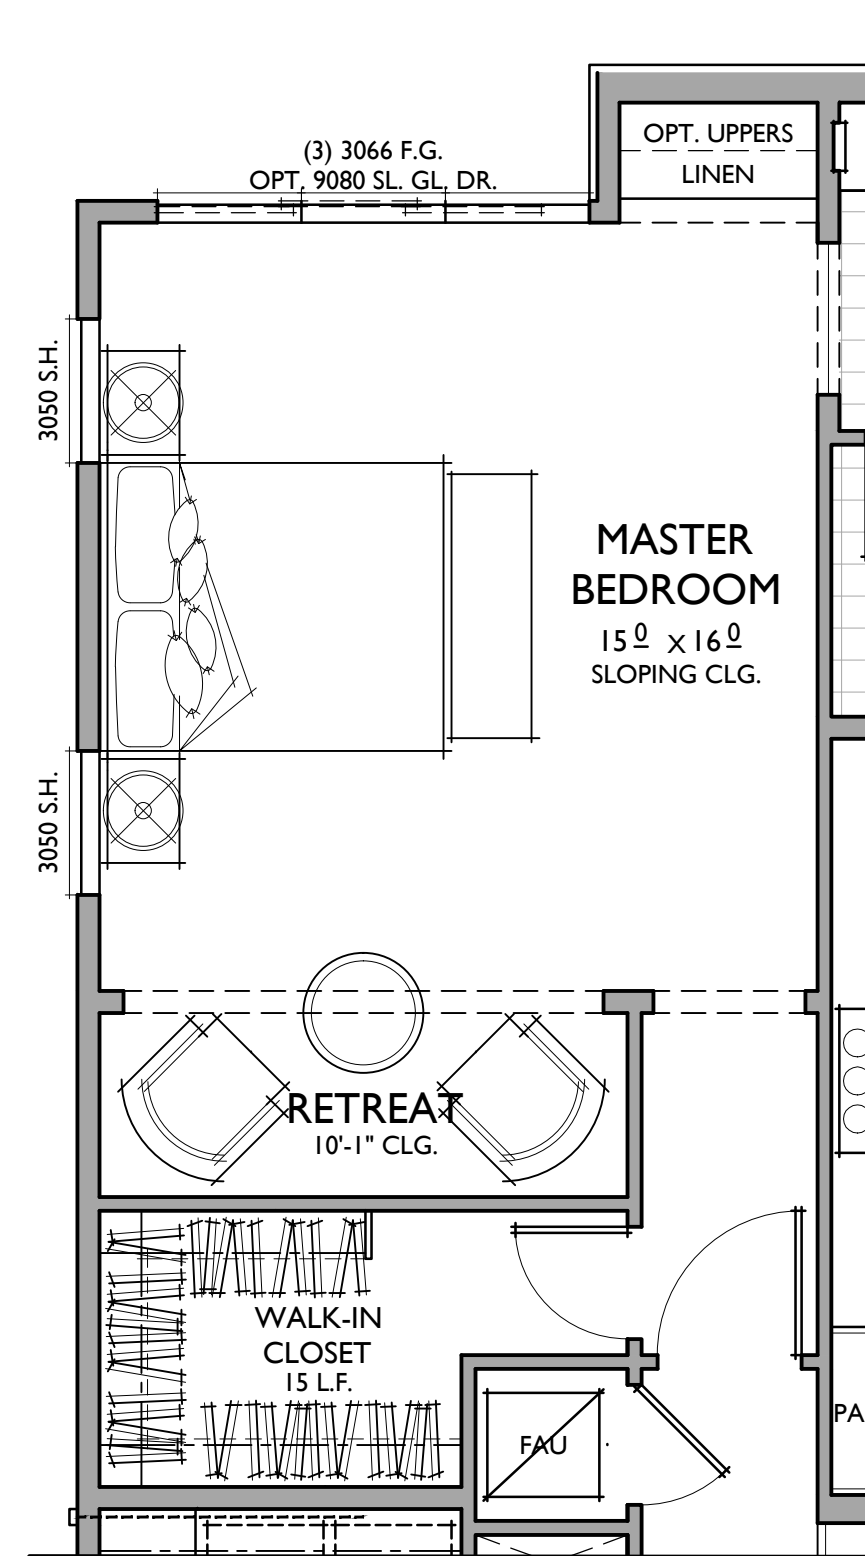 OPT. UPPERS
LINEN
(3) 3066 F.G.
OPT. 9080 SL. GL. DR.
3050 S.H.
MASTER
BEDROOM
15 0 X 16 0
SLOPING CLG.
3050 S.H.
RETREAT
10'-1" CLG.
WALK-IN
CLOSET
15 L.F.
FAU
PA